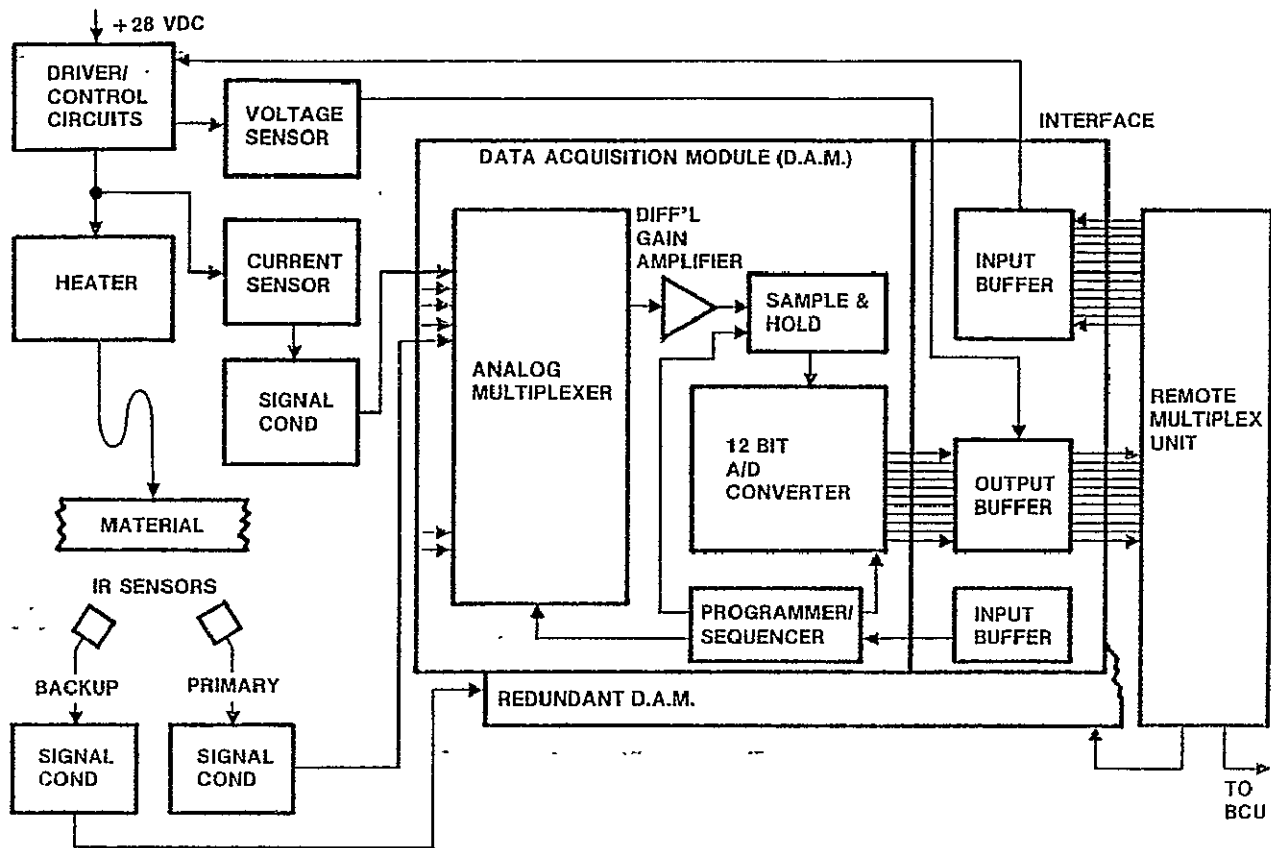 +28 VDC
DRIVER/
CONTROL
CIRCUITS
VOLTAGE
SENSOR
INTERFACE
DATA ACQUISITION MODULE (D.A.M.)
DIFF'L
GAIN
AMPLIFIER
HEATER
CURRENT
SENSOR
INPUT
BUFFER
SAMPLE &
HOLD
ANALOG
MULTIPLEXER
SIGNAL
COND
REMOTE
MULTIPLEX
UNIT
12 BIT
A/D
CONVERTER
OUTPUT
BUFFER
MATERIAL
IR SENSORS
PROGRAMMER/
SEQUENCER
INPUT
BUFFER
BACKUP
PRIMARY
REDUNDANT D.A.M.
SIGNAL
COND
SIGNAL
COND
TO
BCU